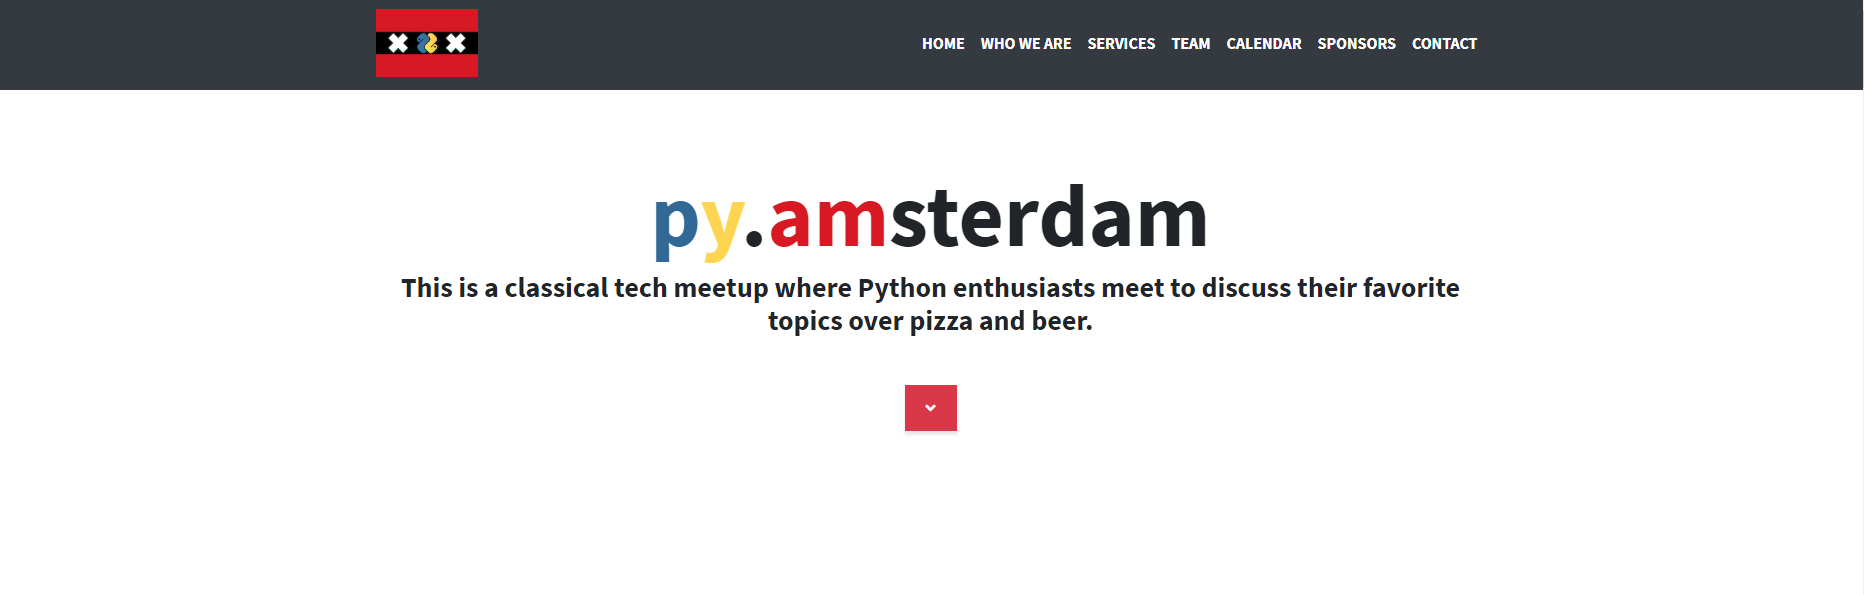 HOME WHO WE ARE SERVICES TEAM CALENDAR SPONSORS CONTACT
py.amsterdam
This is a classical tech meetup where Python enthusiasts meet to discuss their favorite
topics over pizza and beer.